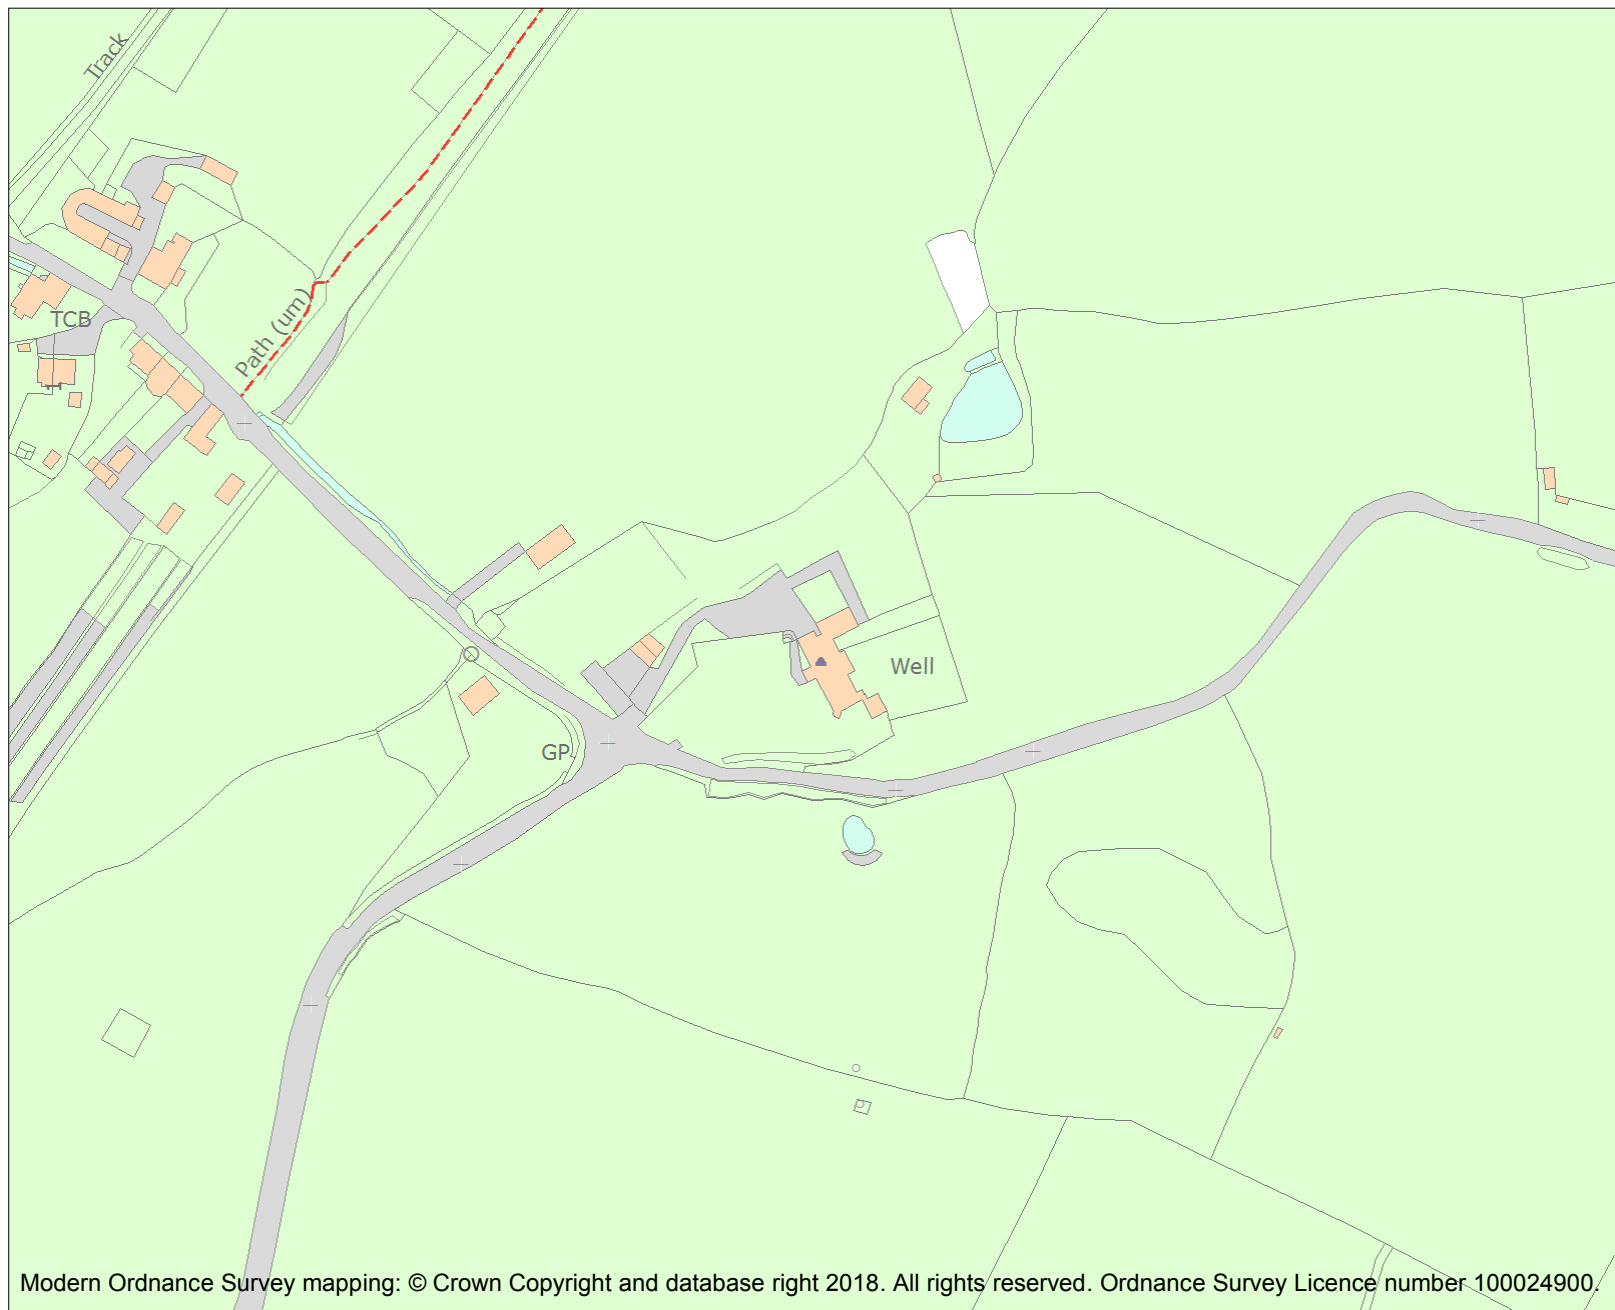 Track
Path (um)
TCB
Well
GP
Modern Ordnance Survey mapping: © Crown Copyright and database right 2018. All rights reserved. Ordnance Survey Licence number 100024900.